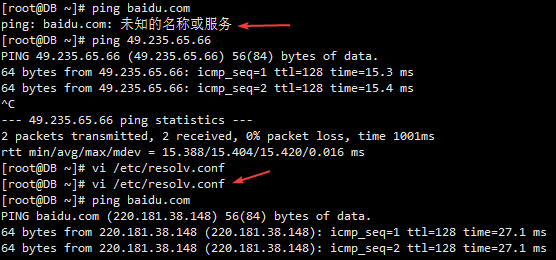 [root@DB ~]# ping baidu.com
ping: baidu.com: 未知的名称或服务
[root@DB ~]# ping 49.235.65.66
PING 49.235.65.66 (49.235.65.66) 56(84) bytes of data.
64 bytes from 49.235.65.66: icmp_seq=1 ttl=128 time=15.3 ms
64 bytes from 49.235.65.66: icmp_seq=2 ttl=128 time=15.4 ms
^C
--- 49.235.65.66 ping statistics ---
2 packets transmitted, 2 received, 0% packet loss, time 1001ms
rtt min/avg/max/mdev = 15.388/15.404/15.420/0.016 ms
[root@DB ~]# vi /etc/resolv.conf
[root@DB ~]# vi /etc/resolv.conf
[root@DB ~]# ping baidu.com
PING baidu.com (220.181.38.148) 56(84) bytes of data.
64 bytes from 220.181.38.148 (220.181.38.148): icmp_seq=1 ttl=128 time=27.1 ms
64 bytes from 220.181.38.148 (220.181.38.148): icmp_seq=2 ttl=128 time=27.1 ms